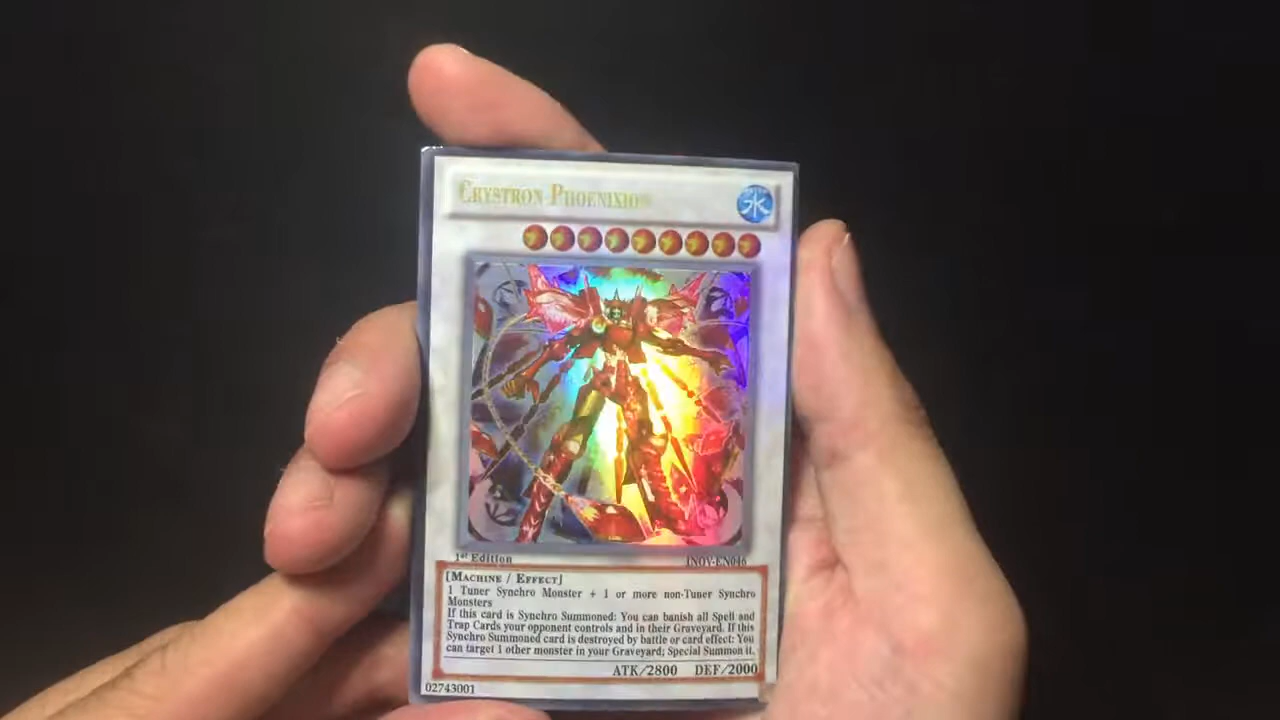 CRYSTRON PHOENIXION
水
1st Edition
INOV-EN046
[MACHINE / EFFECT]
1 Tuner Synchro Monster + 1 or more non-Tuner Synchro
Monsters
If this card is Synchro Summoned: You can banish all Spell and
Trap Cards your opponent controls and in their Graveyard. If this
Synchro Summoned card is destroyed by battle or card effect: You
can target 1 other monster in your Graveyard; Special Summon it.
ATK/2800 DEF/2000
02743001